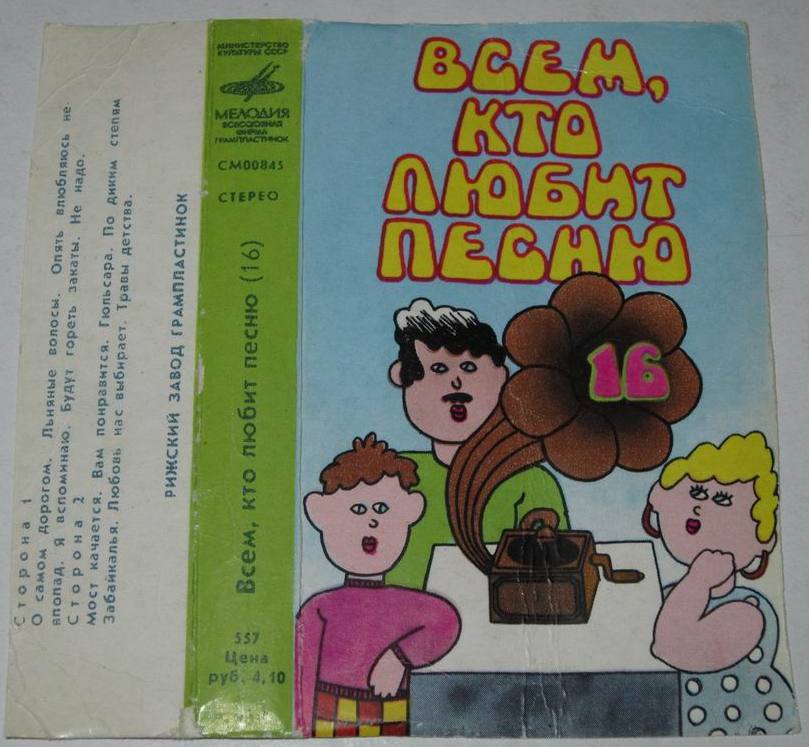 Сторона 1
О самом дорогом. Льняные волосы. Опять влюбляюсь не-
впопад. Я вспоминаю. Будут гореть закаты. Не надо.
Сторона 2
Мост качается. Вам понравится. Гюльсара. По диким степям
Забайкалья. Любовь нас выбирает. Травы детства.
РИЖСКИЙ ЗАВОД ГРАМПЛАСТИНОК
МИНИСТЕРСТВО
КУЛЬТУРЫ СССР
МЕЛОДИЯ
ВСЕСОЮЗНАЯ
ФИРМА
ГРАМПЛАСТИНОК
СМ00845
СТЕРЕО
Всем, кто любит песню (16)
557
Цена
руб. 4,10
ВСЕМ,
КТО
ЛЮБИТ
ПЕСНЮ
16